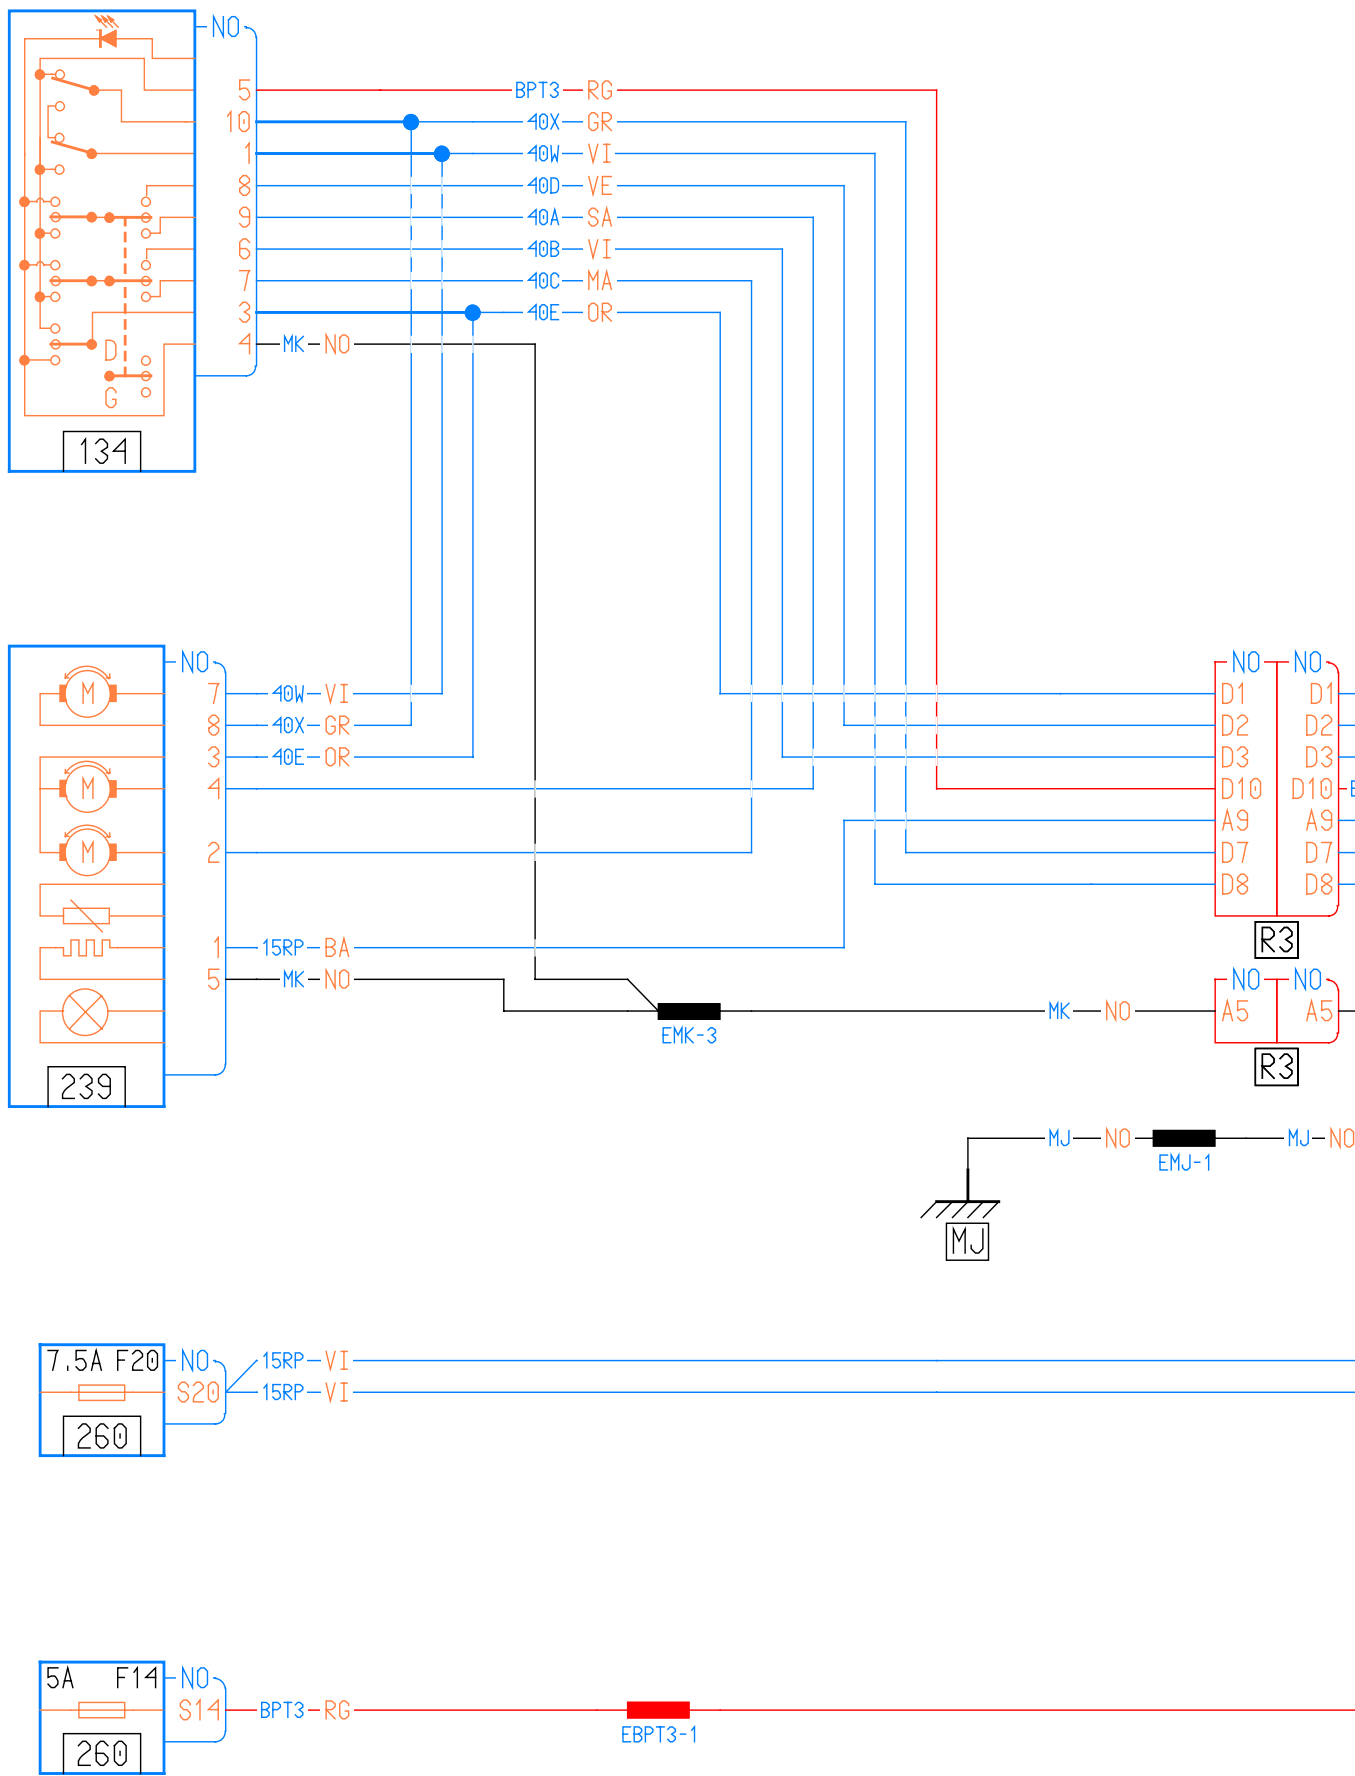 NO
5 BPT3 RG
10 40X GR
1 40W VI
8 40D VE
9 40A SA
6 40B VI
7 40C MA
3 40E OR
4 MK NO
D
G
134
NO NO NO
M 7 40W VI D1 D1
8 40X GR D2 D2
3 40E OR D3 D3
M 4 D10 D10
A9 A9
M 2 D7 D7
D8 D8
1 15RP BA R3
5 MK NO NO NO
MK NO A5 A5
EMK-3
R3
239
MJ NO MJ NO
EMJ-1
MJ
7.5A F20 NO 15RP VI
S20 15RP VI
260
5A F14 NO
S14 BPT3 RG
EBPT3-1
260